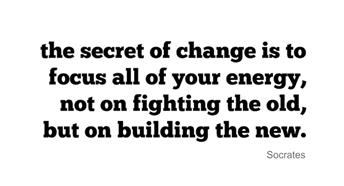 the secret of change is to
focus all of your energy,
not on fighting the old,
but on building the new.
Socrates